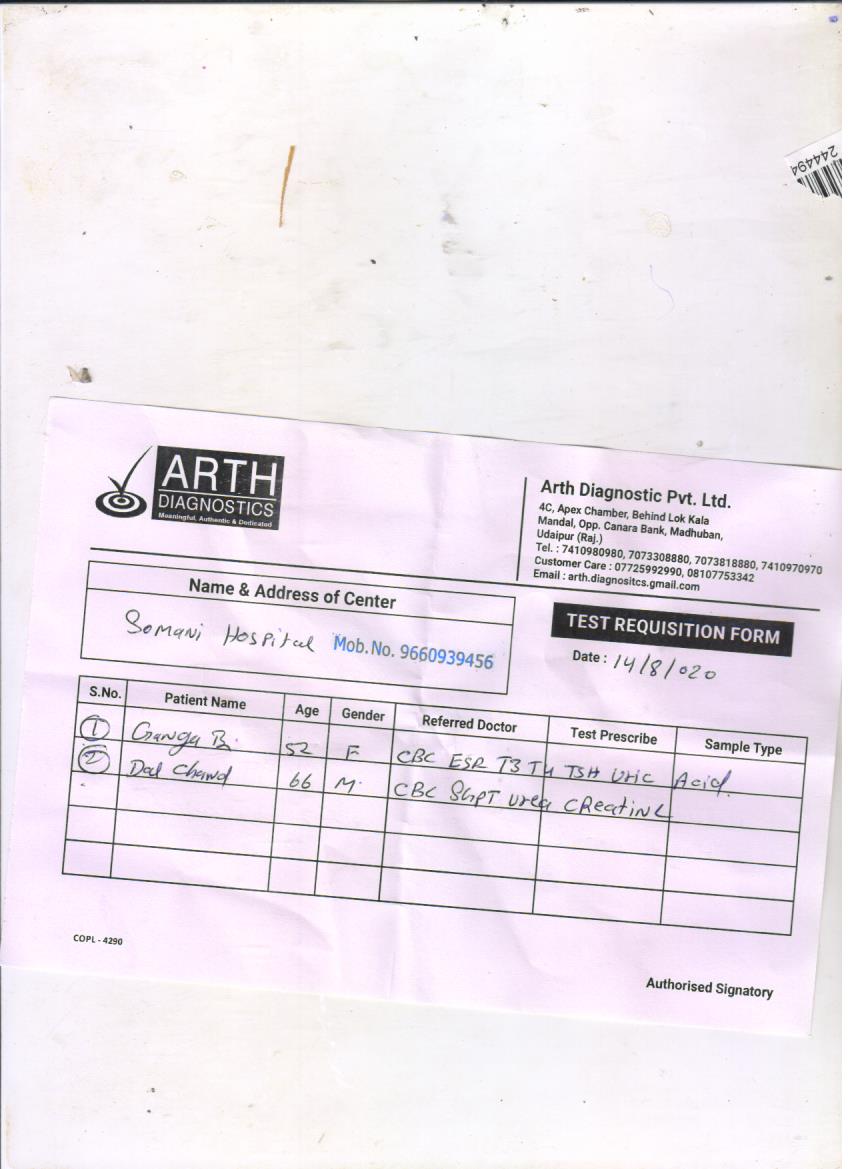 244494
ARTH
DIAGNOSTICS
Meaningful, Authentic & Dedicated
Arth Diagnostic Pvt. Ltd.
4C, Apex Chamber, Behind Lok Kala
Mandal, Opp. Canara Bank, Madhuban,
Udaipur (Raj.)
Tel. : 7410980980, 7073308880, 7073818880, 7410970970
Customer Care : 07725992990, 08107753342
Email : arth.diagnositcs.gmail.com
Name & Address of Center
Somani Hospital Mob.No. 9660939456
TEST REQUISITION FORM
Date : 14/8/020
S.No. Patient Name Age Gender Referred Doctor Test Prescribe Sample Type
1 Ganga B. 52 F CBC ESR T3 T4 TSH Uric Acid.
2 Dal Chand 66 M. CBC SGPT Urea CReatinL
COPL - 4290
Authorised Signatory